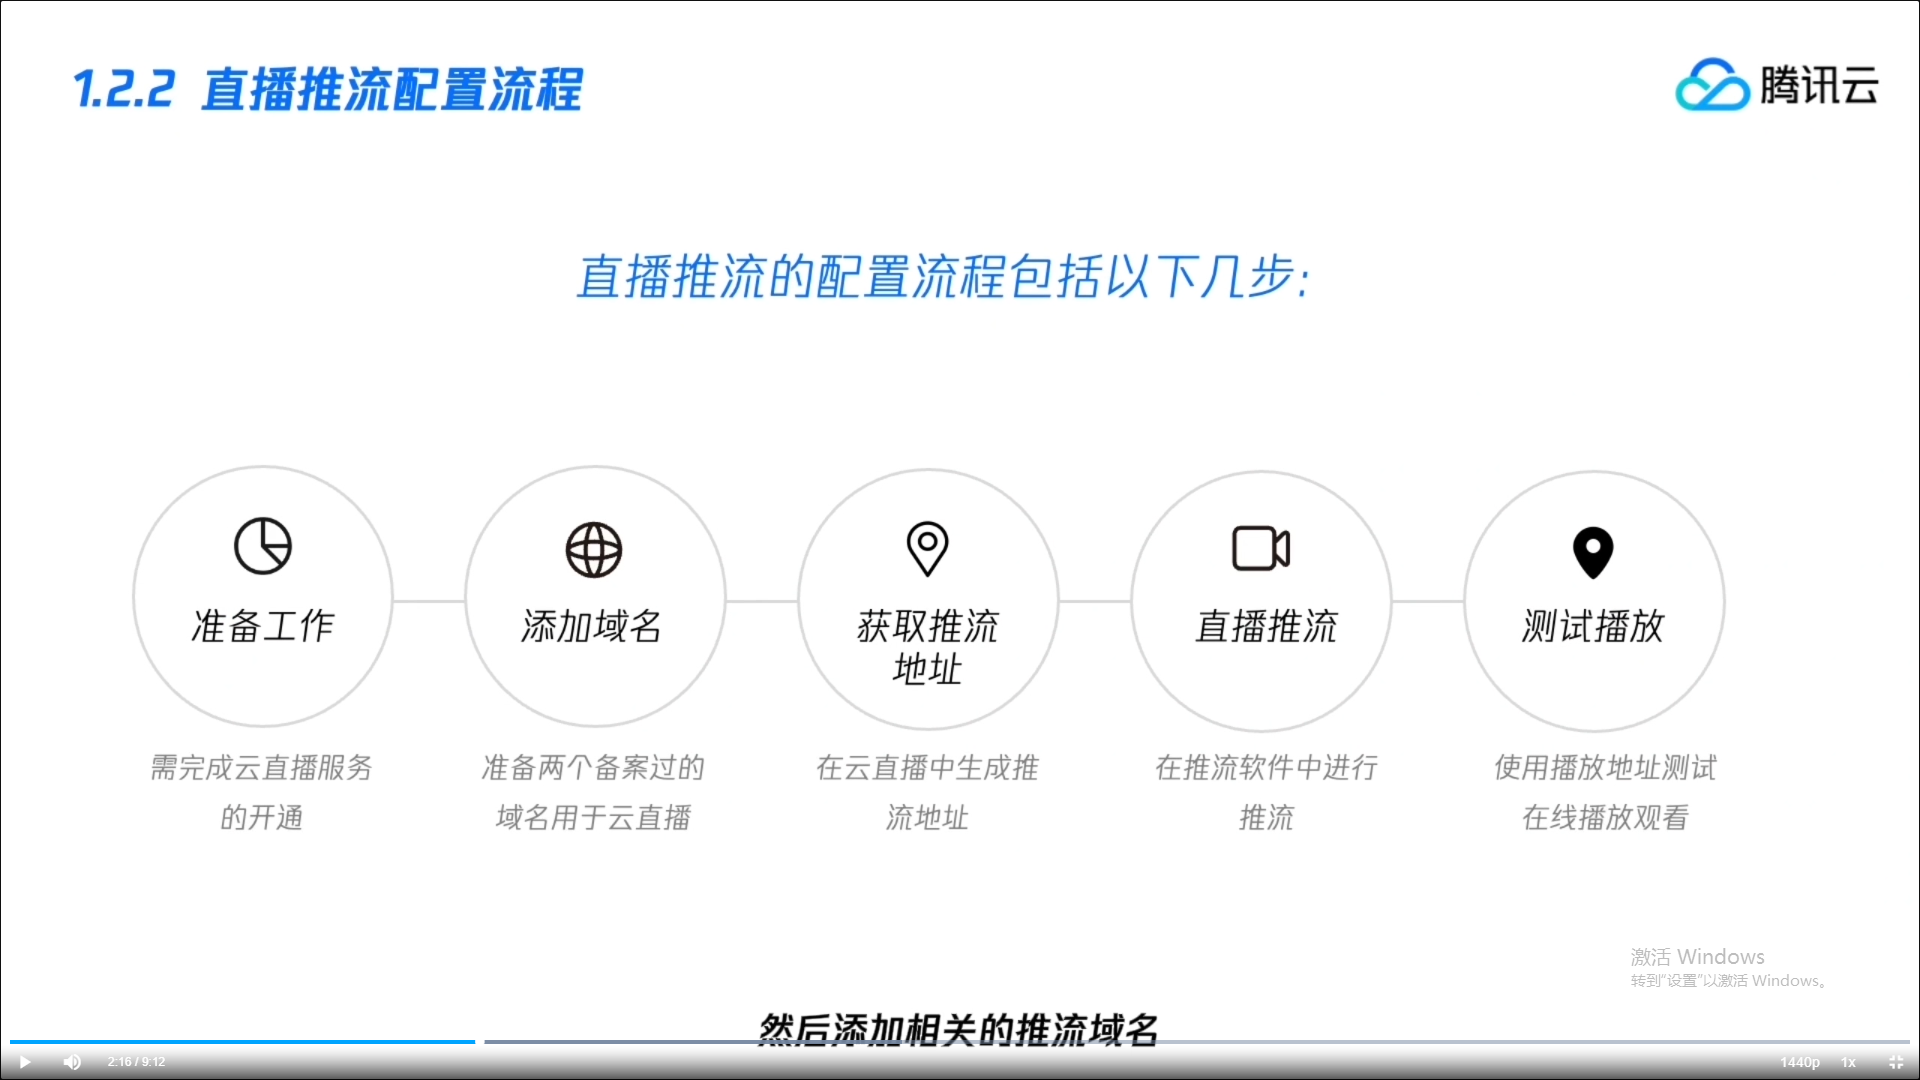 1.2.2 直播推流配置流程
腾讯云
直播推流的配置流程包括以下几步:
准备工作
添加域名
获取推流
地址
直播推流
测试播放
需完成云直播服务
的开通
准备两个备案过的
域名用于云直播
在云直播中生成推
流地址
在推流软件中进行
推流
使用播放地址测试
在线播放观看
激活 Windows
转到“设置”以激活 Windows。
然后添加相关的推流域名
2:16 / 9:12
1440p
1x